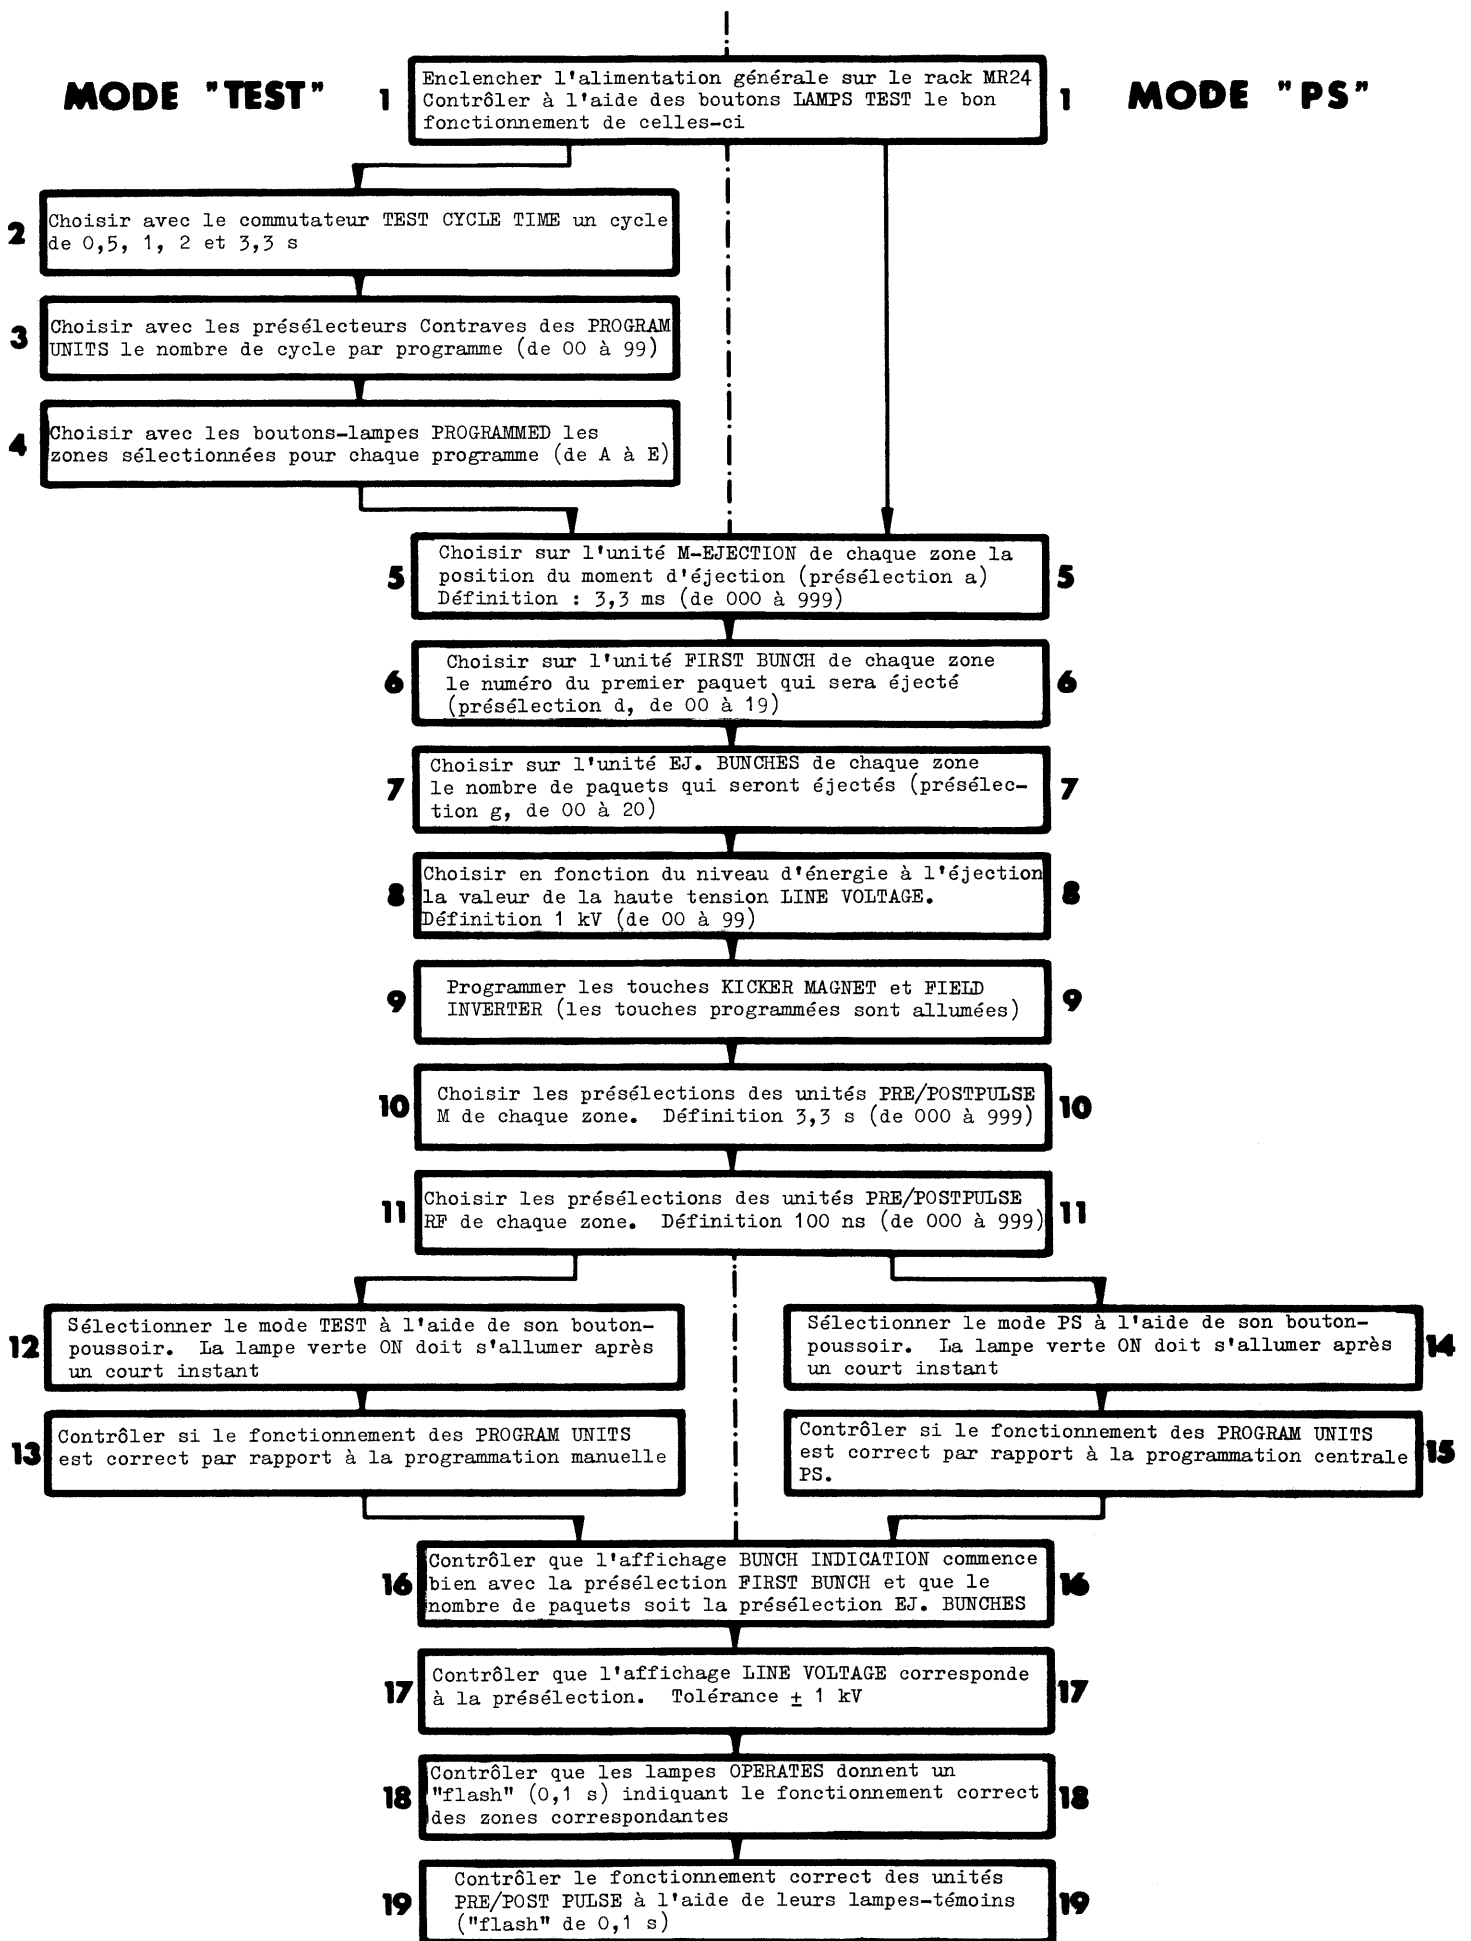 MODE "TEST"
1
Enclencher l'alimentation générale sur le rack MR24
Contrôler à l'aide des boutons LAMPS TEST le bon
fonctionnement de celles-ci
1
MODE "PS"
2
Choisir avec le commutateur TEST CYCLE TIME un cycle
de 0,5, 1, 2 et 3,3 s
3
Choisir avec les présélecteurs Contraves des PROGRAM
UNITS le nombre de cycle par programme (de 00 à 99)
4
Choisir avec les boutons-lampes PROGRAMMED les
zones sélectionnées pour chaque programme (de A à E)
5
Choisir sur l'unité M-EJECTION de chaque zone la
position du moment d'éjection (présélection a)
Définition : 3,3 ms (de 000 à 999)
5
6
Choisir sur l'unité FIRST BUNCH de chaque zone
le numéro du premier paquet qui sera éjecté
(présélection d, de 00 à 19)
6
7
Choisir sur l'unité EJ. BUNCHES de chaque zone
le nombre de paquets qui seront éjectés (présélec-
tion g, de 00 à 20)
7
8
Choisir en fonction du niveau d'énergie à l'éjection
la valeur de la haute tension LINE VOLTAGE.
Définition 1 kV (de 00 à 99)
8
9
Programmer les touches KICKER MAGNET et FIELD
INVERTER (les touches programmées sont allumées)
9
10
Choisir les présélections des unités PRE/POSTPULSE
M de chaque zone. Définition 3,3 s (de 000 à 999)
10
11
Choisir les présélections des unités PRE/POSTPULSE
RF de chaque zone. Définition 100 ns (de 000 à 999)
11
12
Sélectionner le mode TEST à l'aide de son bouton-
poussoir. La lampe verte ON doit s'allumer après
un court instant
Sélectionner le mode PS à l'aide de son bouton-
poussoir. La lampe verte ON doit s'allumer après
un court instant
14
13
Contrôler si le fonctionnement des PROGRAM UNITS
est correct par rapport à la programmation manuelle
Contrôler si le fonctionnement des PROGRAM UNITS
est correct par rapport à la programmation centrale
PS.
15
16
Contrôler que l'affichage BUNCH INDICATION commence
bien avec la présélection FIRST BUNCH et que le
nombre de paquets soit la présélection EJ. BUNCHES
16
17
Contrôler que l'affichage LINE VOLTAGE corresponde
à la présélection. Tolérance ± 1 kV
17
18
Contrôler que les lampes OPERATES donnent un
"flash" (0,1 s) indiquant le fonctionnement correct
des zones correspondantes
18
19
Contrôler le fonctionnement correct des unités
PRE/POST PULSE à l'aide de leurs lampes-témoins
("flash" de 0,1 s)
19